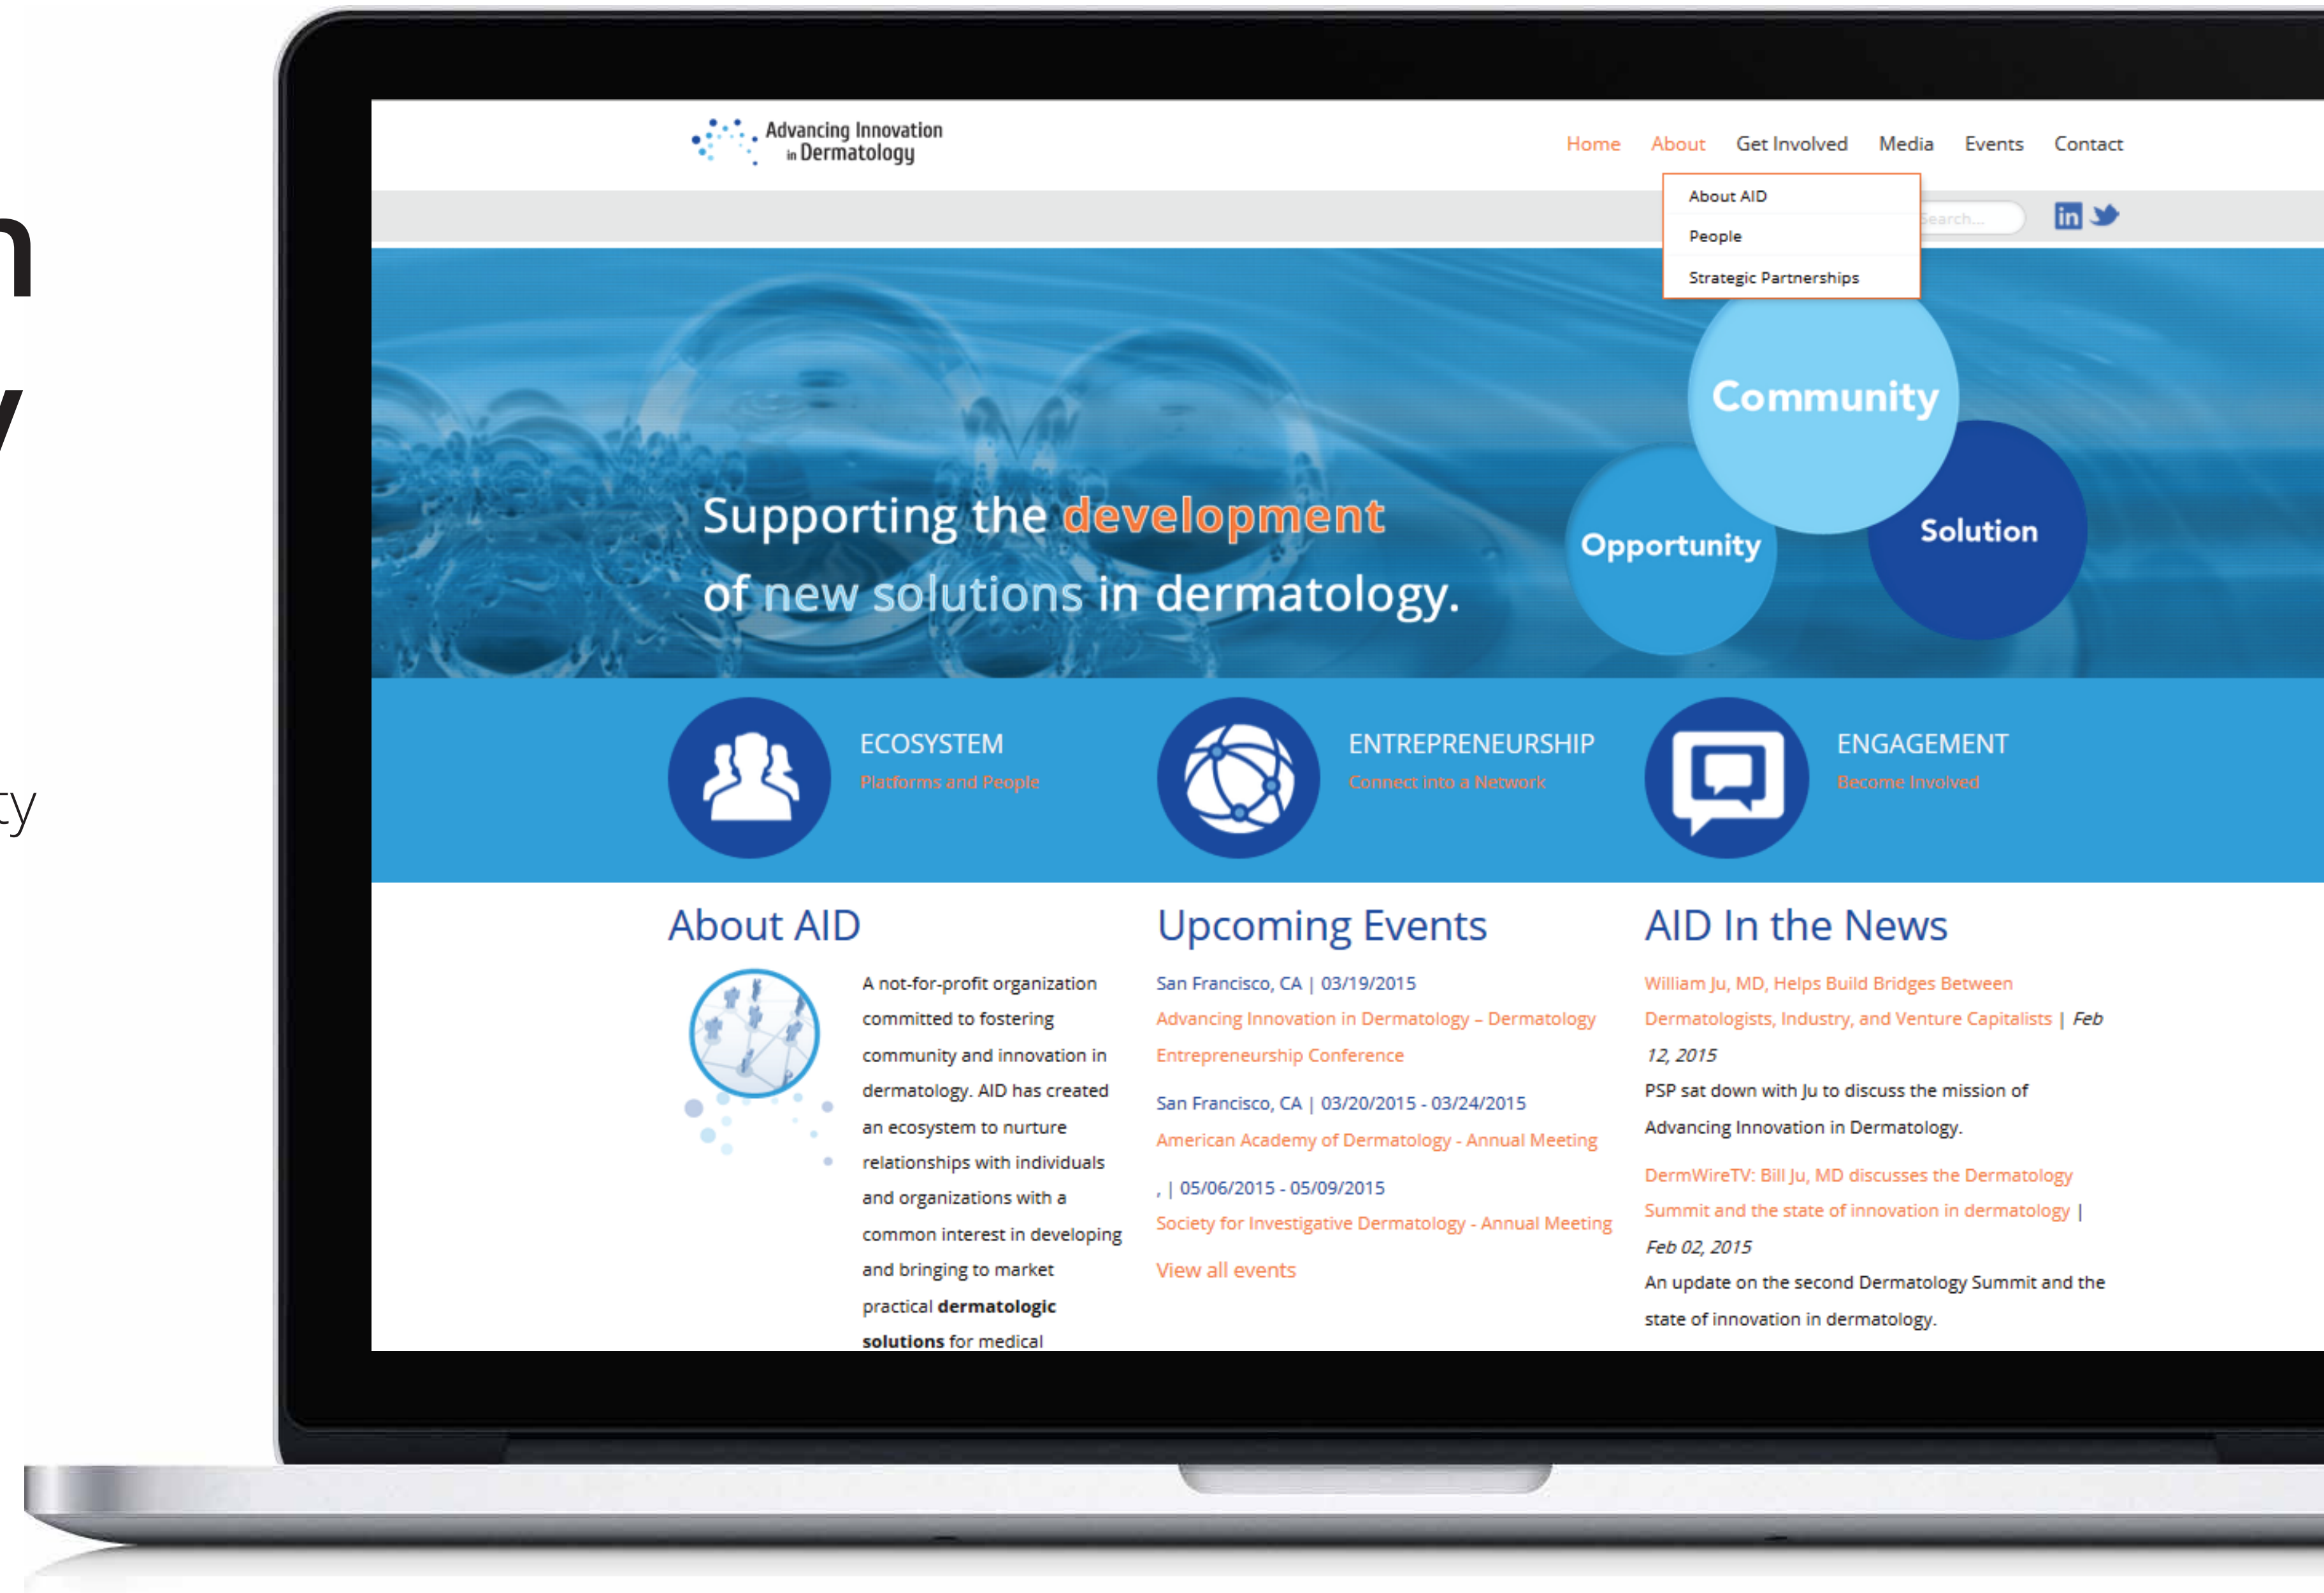 Advancing Innovation
in Dermatology
Home About Get Involved Media Events Contact
About AID
People
Strategic Partnerships
Search...
in
Community
Opportunity
Solution
Supporting the development
of new solutions in dermatology.
ECOSYSTEM
Platforms and People
ENTREPRENEURSHIP
Connect into a Network
ENGAGEMENT
Become Involved
About AID
A not-for-profit organization
committed to fostering
community and innovation in
dermatology. AID has created
an ecosystem to nurture
relationships with individuals
and organizations with a
common interest in developing
and bringing to market
practical dermatologic
solutions for medical
Upcoming Events
San Francisco, CA | 03/19/2015
Advancing Innovation in Dermatology – Dermatology
Entrepreneurship Conference
San Francisco, CA | 03/20/2015 - 03/24/2015
American Academy of Dermatology - Annual Meeting
, | 05/06/2015 - 05/09/2015
Society for Investigative Dermatology - Annual Meeting
View all events
AID In the News
William Ju, MD, Helps Build Bridges Between
Dermatologists, Industry, and Venture Capitalists | Feb
12, 2015
PSP sat down with Ju to discuss the mission of
Advancing Innovation in Dermatology.
DermWireTV: Bill Ju, MD discusses the Dermatology
Summit and the state of innovation in dermatology |
Feb 02, 2015
An update on the second Dermatology Summit and the
state of innovation in dermatology.